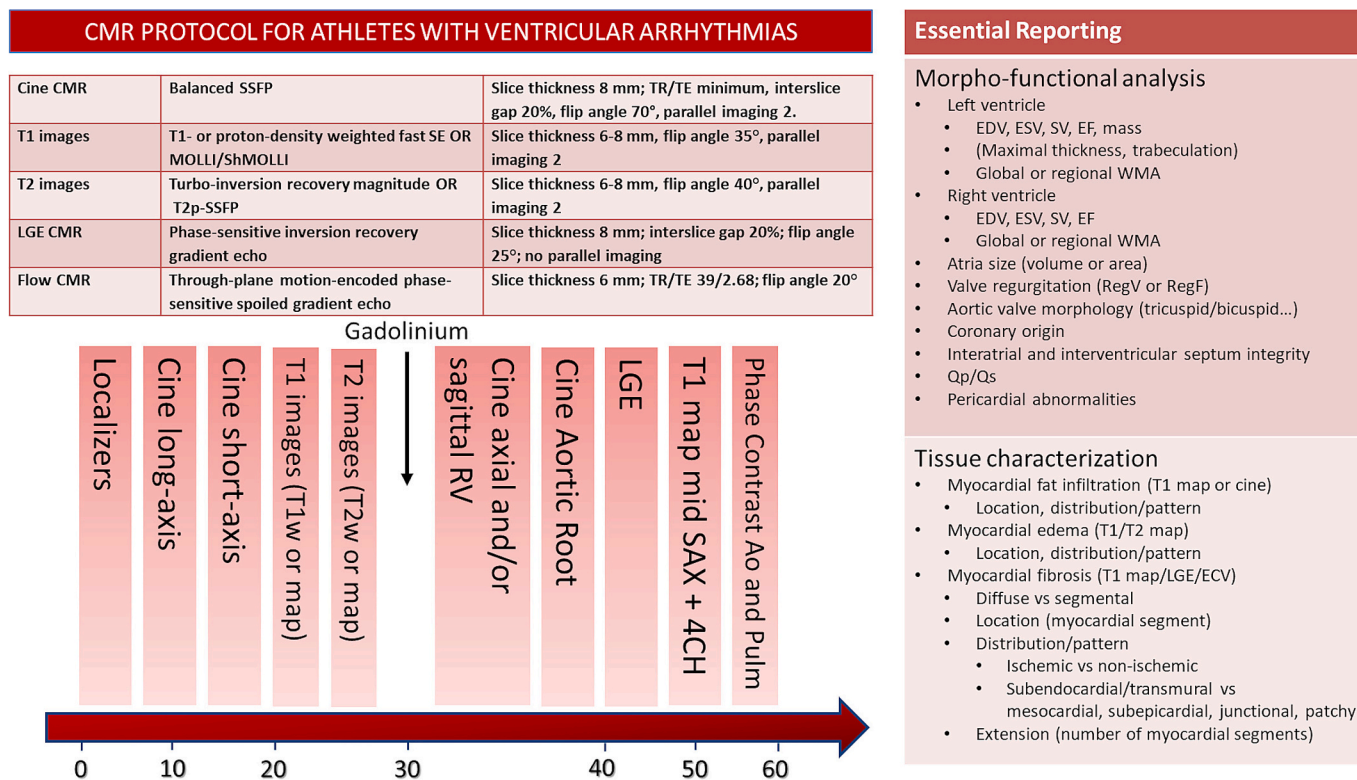 CMR PROTOCOL FOR ATHLETES WITH VENTRICULAR ARRHYTHMIAS
Cine CMR
Balanced SSFP
Slice thickness 8 mm; TR/TE minimum, interslice
gap 20%, flip angle 70°, parallel imaging 2.
T1 images
T1- or proton-density weighted fast SE OR
MOLLI/ShMOLLI
Slice thickness 6-8 mm, flip angle 35°, parallel
imaging 2
T2 images
Turbo-inversion recovery magnitude OR
T2p-SSFP
Slice thickness 6-8 mm, flip angle 40°, parallel
imaging 2
LGE CMR
Phase-sensitive inversion recovery
gradient echo
Slice thickness 8 mm; interslice gap 20%; flip angle
25°; no parallel imaging
Flow CMR
Through-plane motion-encoded phase-
sensitive spoiled gradient echo
Slice thickness 6 mm; TR/TE 39/2.68; flip angle 20°
Gadolinium
Localizers
Cine long-axis
Cine short-axis
T1 images (T1w or map)
T2 images (T2w or map)
Cine axial and/or
sagittal RV
Cine Aortic Root
LGE
T1 map mid SAX + 4CH
Phase Contrast Ao and Pulm
0
10
20
30
40
50
60
Essential Reporting
Morpho-functional analysis
• Left ventricle
• EDV, ESV, SV, EF, mass
• (Maximal thickness, trabeculation)
• Global or regional WMA
• Right ventricle
• EDV, ESV, SV, EF
• Global or regional WMA
• Atria size (volume or area)
• Valve regurgitation (RegV or RegF)
• Aortic valve morphology (tricuspid/bicuspid...)
• Coronary origin
• Interatrial and interventricular septum integrity
• Qp/Qs
• Pericardial abnormalities
Tissue characterization
• Myocardial fat infiltration (T1 map or cine)
• Location, distribution/pattern
• Myocardial edema (T1/T2 map)
• Location, distribution/pattern
• Myocardial fibrosis (T1 map/LGE/ECV)
• Diffuse vs segmental
• Location (myocardial segment)
• Distribution/pattern
• Ischemic vs non-ischemic
• Subendocardial/transmural vs
mesocardial, subepicardial, junctional, patchy
• Extension (number of myocardial segments)